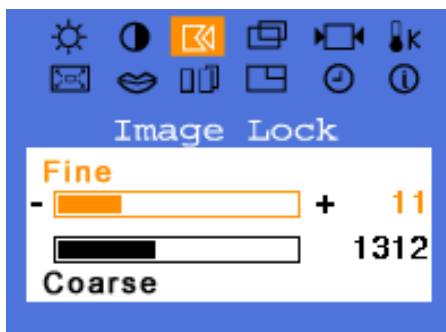 K
Image Lock
Fine
- + 11
1312
Coarse